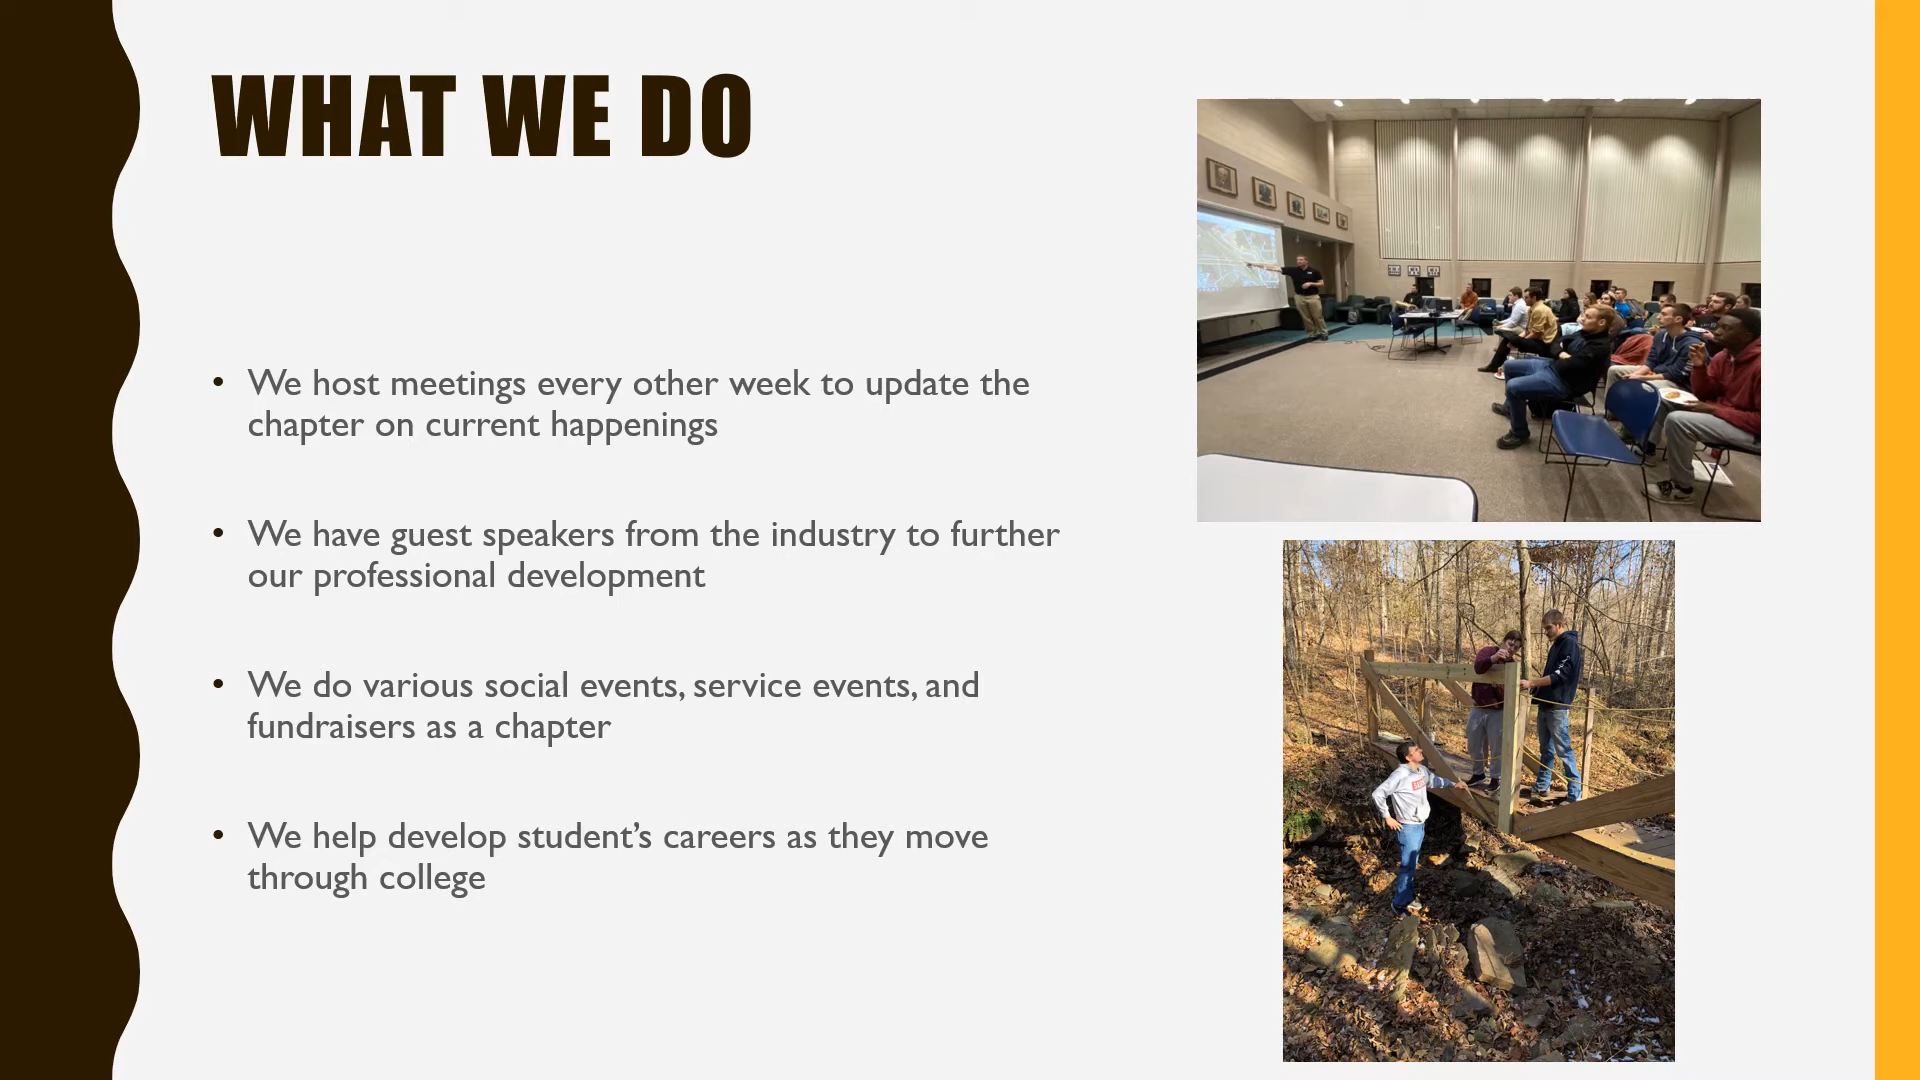 WHAT WE DO
• We host meetings every other week to update the
chapter on current happenings
• We have guest speakers from the industry to further
our professional development
• We do various social events, service events, and
fundraisers as a chapter
• We help develop student’s careers as they move
through college